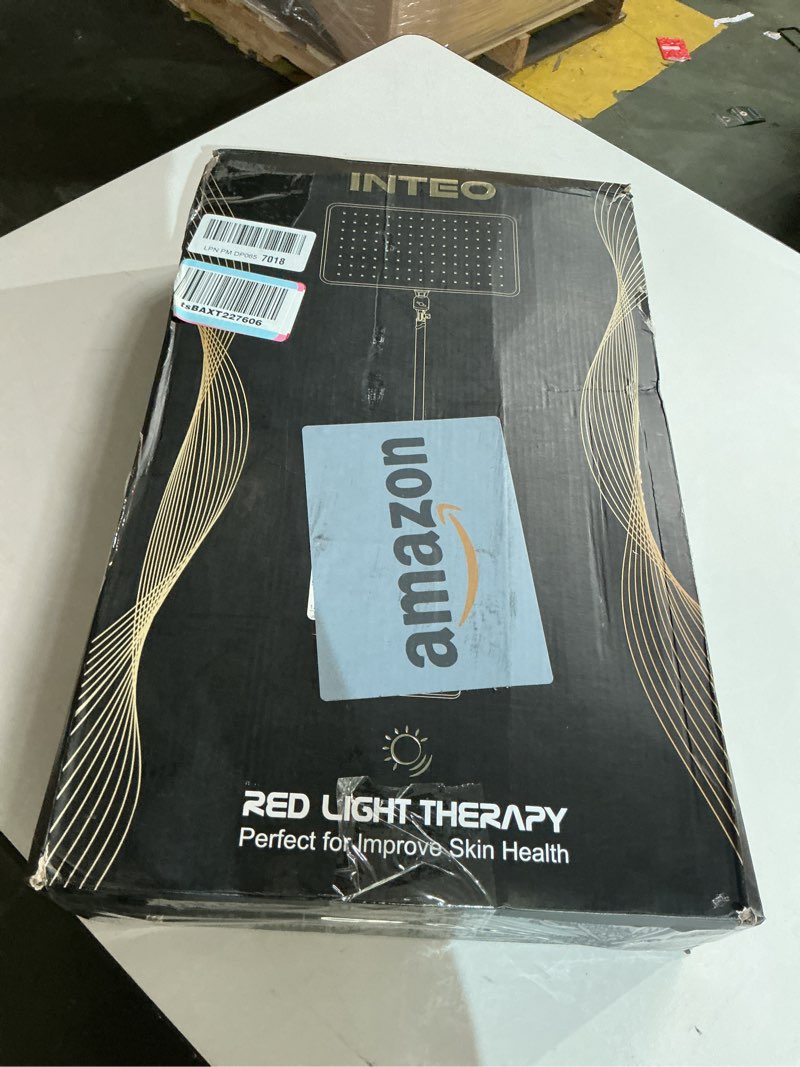 INTEO
LPN PM DP065 7018
tsBAXT227606
amazon
RED LIGHT THERAPY
Perfect for Improve Skin Health